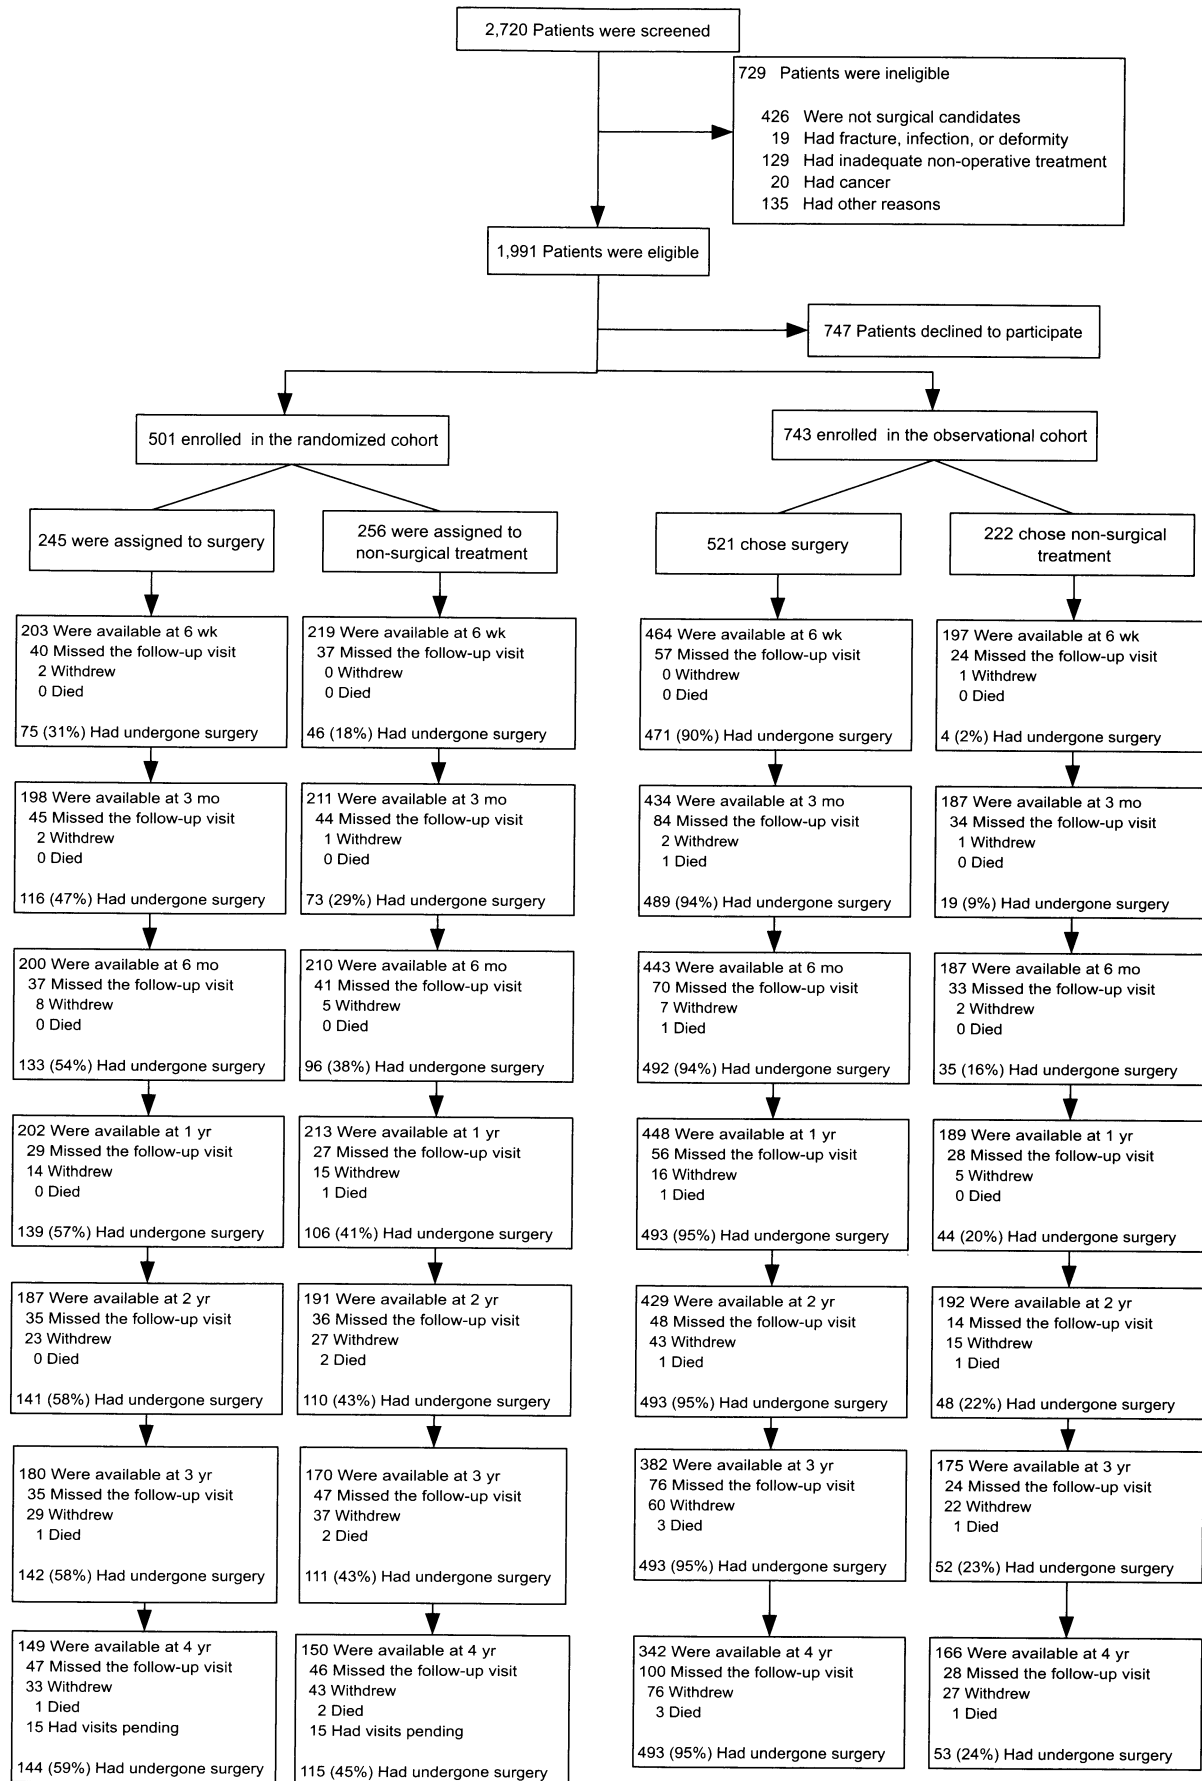 2,720 Patients were screened
729 Patients were ineligible
426 Were not surgical candidates
19 Had fracture, infection, or deformity
129 Had inadequate non-operative treatment
20 Had cancer
135 Had other reasons
1,991 Patients were eligible
747 Patients declined to participate
501 enrolled in the randomized cohort
743 enrolled in the observational cohort
245 were assigned to surgery
256 were assigned to
non-surgical treatment
521 chose surgery
222 chose non-surgical
treatment
203 Were available at 6 wk
40 Missed the follow-up visit
2 Withdrew
0 Died
75 (31%) Had undergone surgery
219 Were available at 6 wk
37 Missed the follow-up visit
0 Withdrew
0 Died
46 (18%) Had undergone surgery
464 Were available at 6 wk
57 Missed the follow-up visit
0 Withdrew
0 Died
471 (90%) Had undergone surgery
197 Were available at 6 wk
24 Missed the follow-up visit
1 Withdrew
0 Died
4 (2%) Had undergone surgery
198 Were available at 3 mo
45 Missed the follow-up visit
2 Withdrew
0 Died
116 (47%) Had undergone surgery
211 Were available at 3 mo
44 Missed the follow-up visit
1 Withdrew
0 Died
73 (29%) Had undergone surgery
434 Were available at 3 mo
84 Missed the follow-up visit
2 Withdrew
1 Died
489 (94%) Had undergone surgery
187 Were available at 3 mo
34 Missed the follow-up visit
1 Withdrew
0 Died
19 (9%) Had undergone surgery
200 Were available at 6 mo
37 Missed the follow-up visit
8 Withdrew
0 Died
133 (54%) Had undergone surgery
210 Were available at 6 mo
41 Missed the follow-up visit
5 Withdrew
0 Died
96 (38%) Had undergone surgery
443 Were available at 6 mo
70 Missed the follow-up visit
7 Withdrew
1 Died
492 (94%) Had undergone surgery
187 Were available at 6 mo
33 Missed the follow-up visit
2 Withdrew
0 Died
35 (16%) Had undergone surgery
202 Were available at 1 yr
29 Missed the follow-up visit
14 Withdrew
0 Died
139 (57%) Had undergone surgery
213 Were available at 1 yr
27 Missed the follow-up visit
15 Withdrew
1 Died
106 (41%) Had undergone surgery
448 Were available at 1 yr
56 Missed the follow-up visit
16 Withdrew
1 Died
493 (95%) Had undergone surgery
189 Were available at 1 yr
28 Missed the follow-up visit
5 Withdrew
0 Died
44 (20%) Had undergone surgery
187 Were available at 2 yr
35 Missed the follow-up visit
23 Withdrew
0 Died
141 (58%) Had undergone surgery
191 Were available at 2 yr
36 Missed the follow-up visit
27 Withdrew
2 Died
110 (43%) Had undergone surgery
429 Were available at 2 yr
48 Missed the follow-up visit
43 Withdrew
1 Died
493 (95%) Had undergone surgery
192 Were available at 2 yr
14 Missed the follow-up visit
15 Withdrew
1 Died
48 (22%) Had undergone surgery
180 Were available at 3 yr
35 Missed the follow-up visit
29 Withdrew
1 Died
142 (58%) Had undergone surgery
170 Were available at 3 yr
47 Missed the follow-up visit
37 Withdrew
2 Died
111 (43%) Had undergone surgery
382 Were available at 3 yr
76 Missed the follow-up visit
60 Withdrew
3 Died
493 (95%) Had undergone surgery
175 Were available at 3 yr
24 Missed the follow-up visit
22 Withdrew
1 Died
52 (23%) Had undergone surgery
149 Were available at 4 yr
47 Missed the follow-up visit
33 Withdrew
1 Died
15 Had visits pending
144 (59%) Had undergone surgery
150 Were available at 4 yr
46 Missed the follow-up visit
43 Withdrew
2 Died
15 Had visits pending
115 (45%) Had undergone surgery
342 Were available at 4 yr
100 Missed the follow-up visit
76 Withdrew
3 Died
493 (95%) Had undergone surgery
166 Were available at 4 yr
28 Missed the follow-up visit
27 Withdrew
1 Died
53 (24%) Had undergone surgery